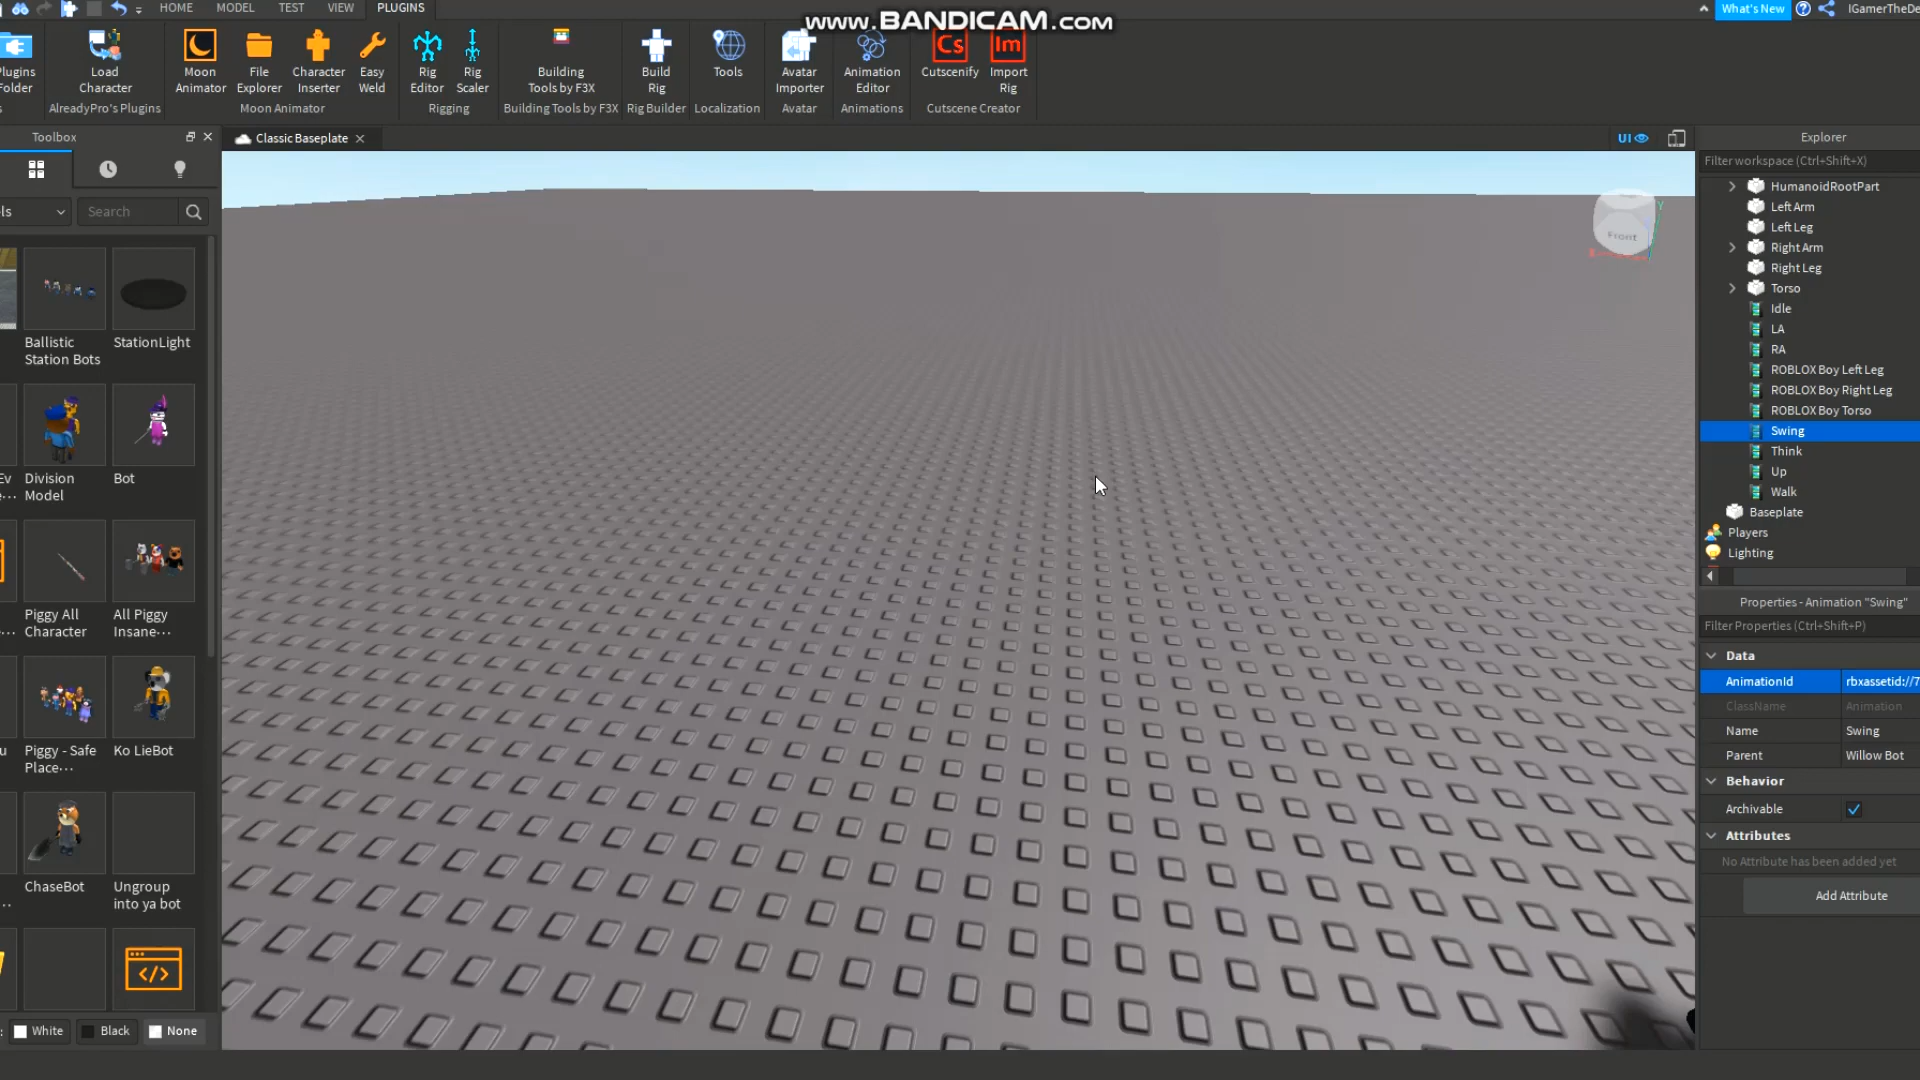 HOME MODEL TEST VIEW PLUGINS
www.BANDICAM.com
What's New
IGamerTheDe
Plugins Folder
Load Character
Moon Animator
File Explorer
Character Inserter
Easy Weld
Rig Editor
Rig Scaler
Building Tools by F3X
Build Rig
Tools
Avatar Importer
Animation Editor
Cs
Cutscenify
Im
Import Rig
s
AlreadyPro's Plugins
Moon Animator
Rigging
Building Tools by F3X
Rig Builder
Localization
Avatar
Animations
Cutscene Creator
Toolbox
Classic Baseplate
UI
Explorer
Filter workspace (Ctrl+Shift+X)
ls
Search
Ballistic Station Bots
StationLight
Ev
Division Model
Bot
Piggy All Character
All Piggy Insane···
u
Piggy - Safe Place···
Ko LieBot
ChaseBot
Ungroup into ya bot
: White Black None
Front
Y
HumanoidRootPart
Left Arm
Left Leg
Right Arm
Right Leg
Torso
Idle
LA
RA
ROBLOX Boy Left Leg
ROBLOX Boy Right Leg
ROBLOX Boy Torso
Swing
Think
Up
Walk
Baseplate
Players
Lighting
Properties - Animation "Swing"
Filter Properties (Ctrl+Shift+P)
Data
AnimationId rbxassetid://7
ClassName Animation
Name Swing
Parent Willow Bot
Behavior
Archivable
Attributes
No Attribute has been added yet
Add Attribute